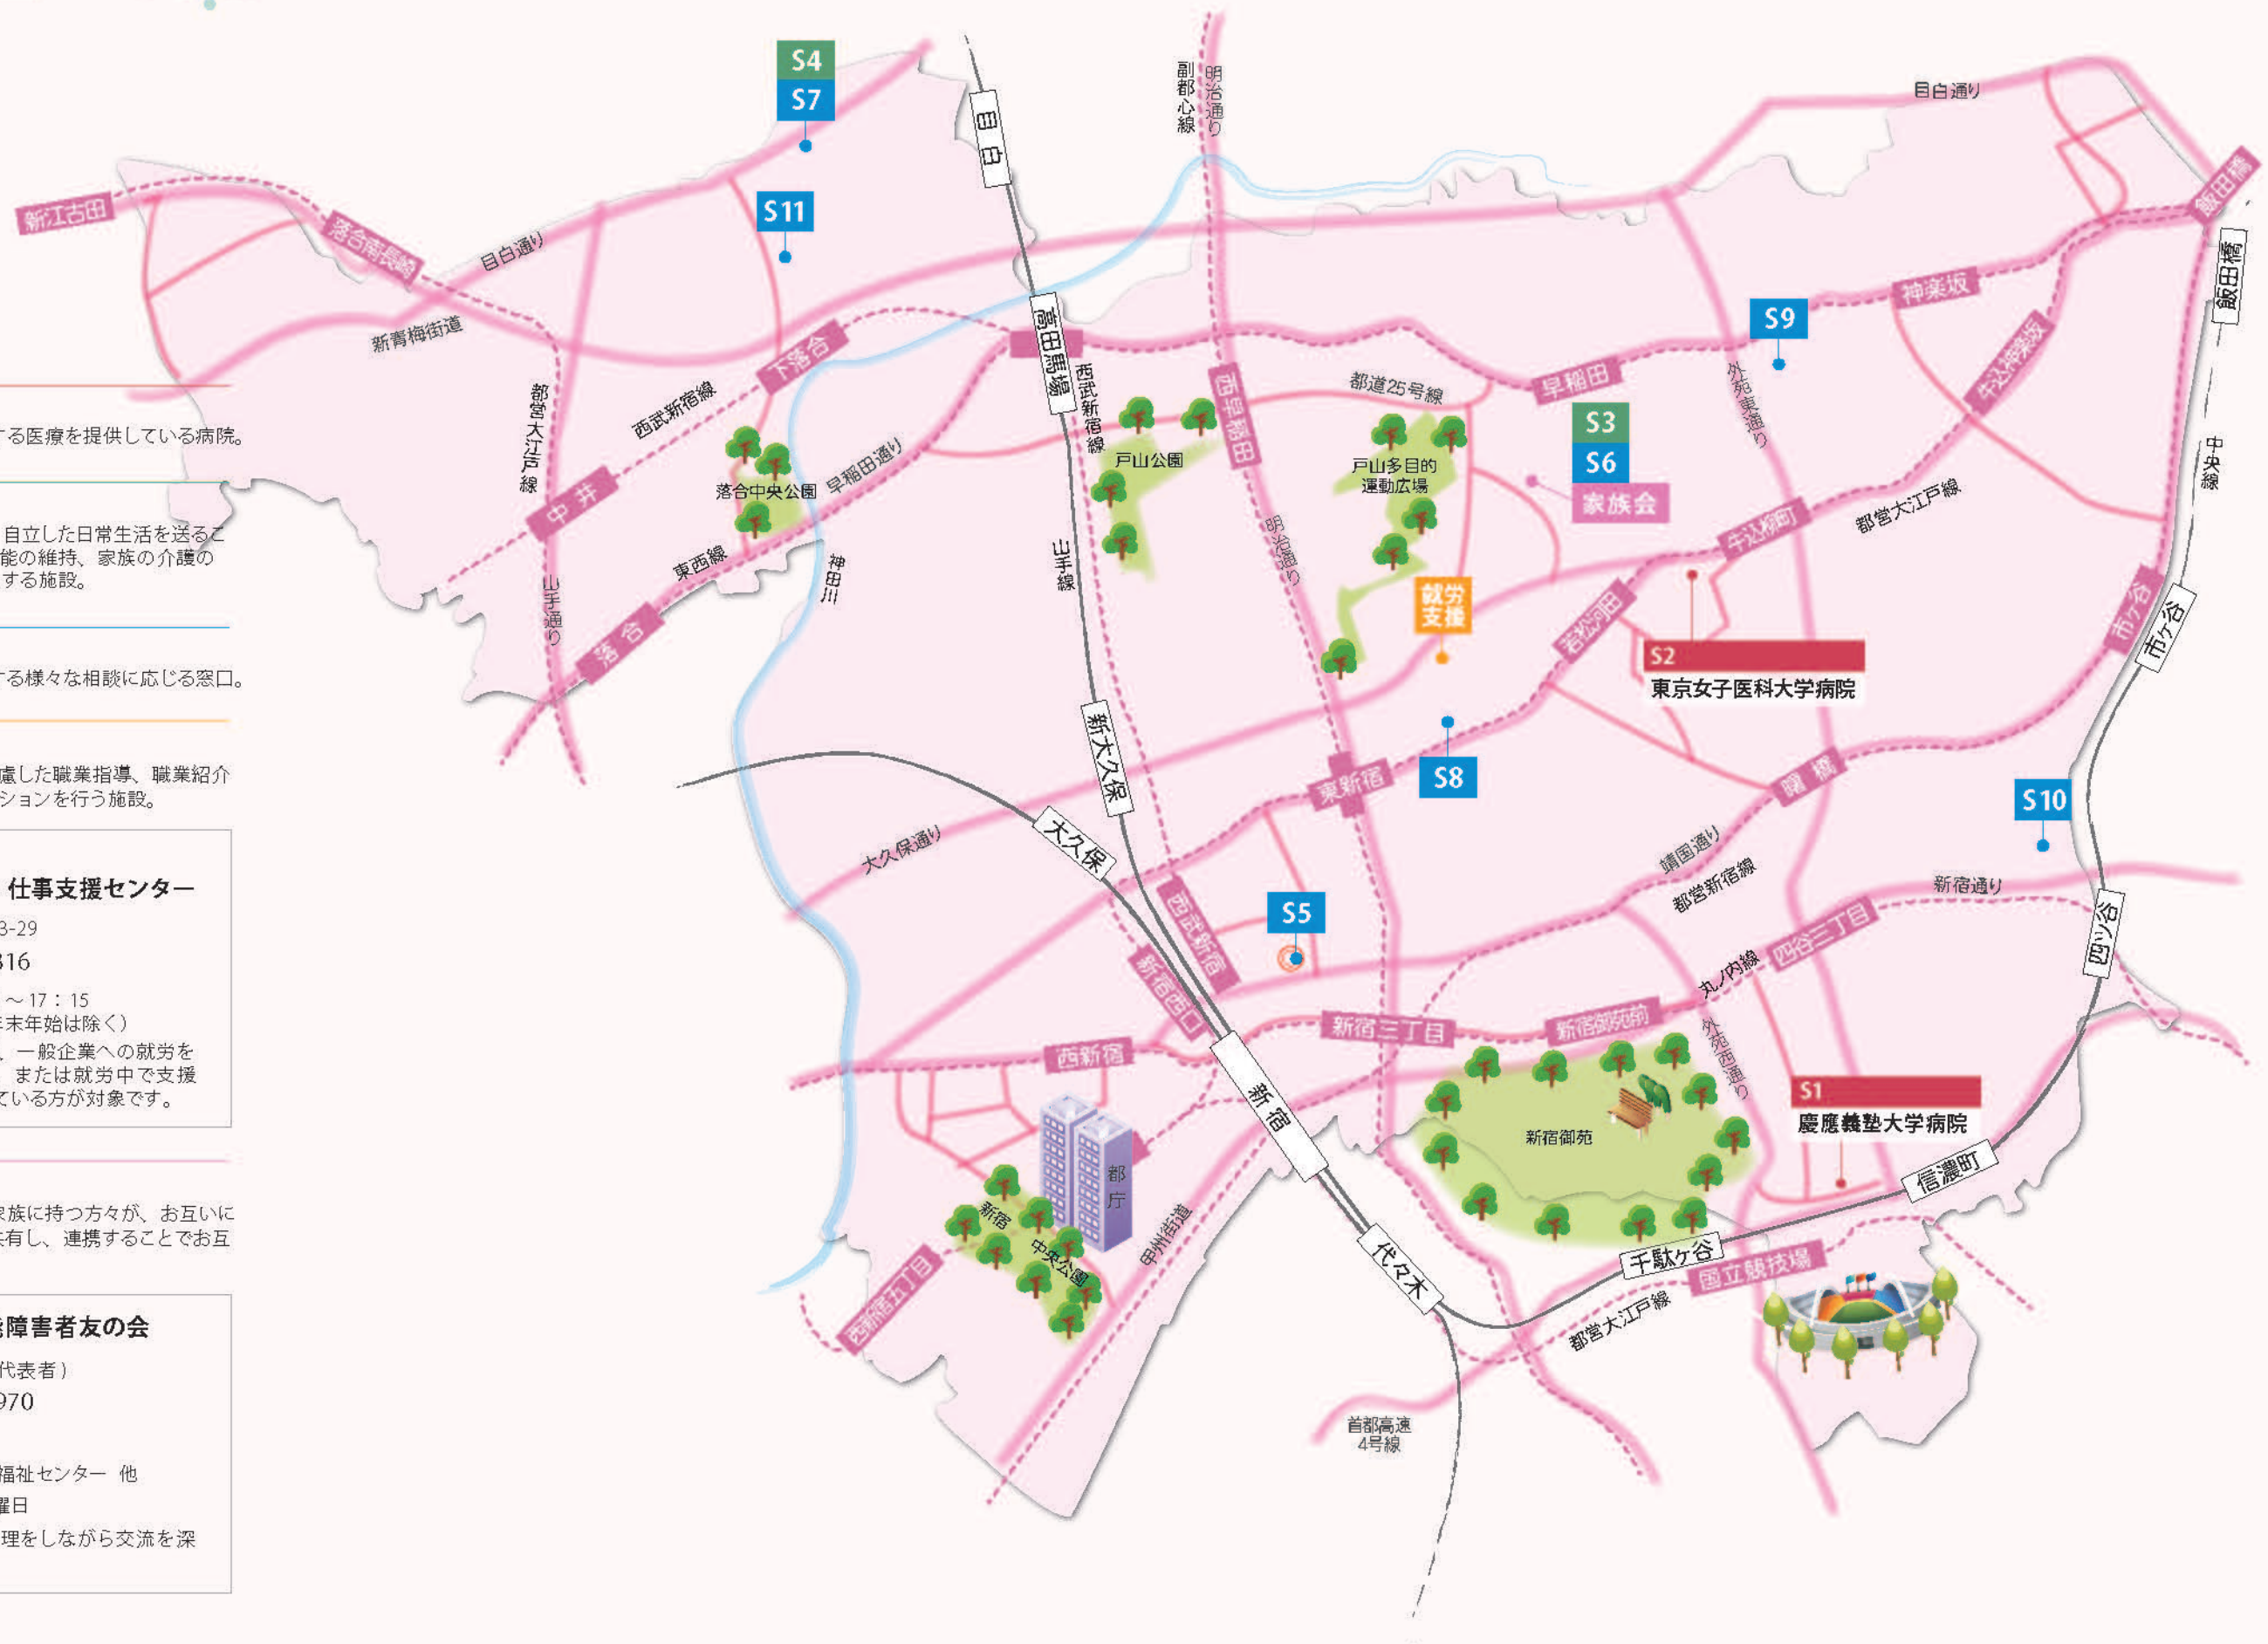 する医療を提供している病院。
自立した日常生活を送るこ
能の維持、家族の介護の
する施設。
する様々な相談に応じる窓口。
慮した職業指導、職業紹介
ションを行う施設。
仕事支援センター
3-29
316
～17：15
年末年始は除く）
、一般企業への就労を
、または就労中で支援
ている方が対象です。
家族に持つ方々が、お互いに
共有し、連携することでお互
能障害者友の会
代表者）
970
福祉センター 他
曜日
理をしながら交流を深
S4
S7
S11
目白
副都心線
明治通り
目白通り
新江古田
落合南長崎
目白通り
新青梅街道
飯田橋
飯田橋
神楽坂
S9
牛込神楽坂
下落合
高田馬場
西武新宿線
西武新宿線
都営大江戸線
西早稲田
都道25号線
早稲田
外苑東通り
中央線
S3
S6
家族会
戸山公園
戸山多目的
運動広場
落合中央公園
早稲田通り
中井
東西線
神田川
山手線
明治通り
牛込柳町
都営大江戸線
山手通り
落合
就労
支援
若松河田
S2
東京女子医科大学病院
市ヶ谷
市ヶ谷
新大久保
東新宿
S8
曙橋
S10
大久保
大久保通り
靖国通り
都営新宿線
新宿通り
S5
西武新宿
新宿西口
四谷三丁目
丸ノ内線
四ツ谷
新宿三丁目
新宿御苑前
西新宿
外苑西通り
新宿
S1
慶應義塾大学病院
新宿御苑
都庁
信濃町
新宿
中央公園
甲州街道
西新宿五丁目
代々木
千駄ヶ谷
国立競技場
都営大江戸線
首都高速
4号線